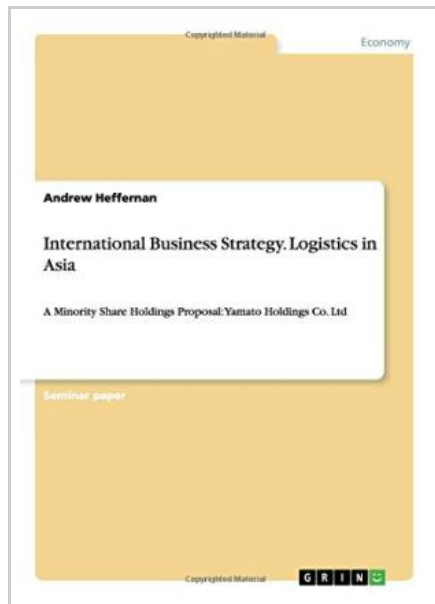 Copyrighted Material
Economy
Andrew Heffernan
International Business Strategy. Logistics in
Asia
A Minority Share Holdings Proposal: Yamato Holdings Co. Ltd
Seminar paper
Copyrighted Material
GRIN